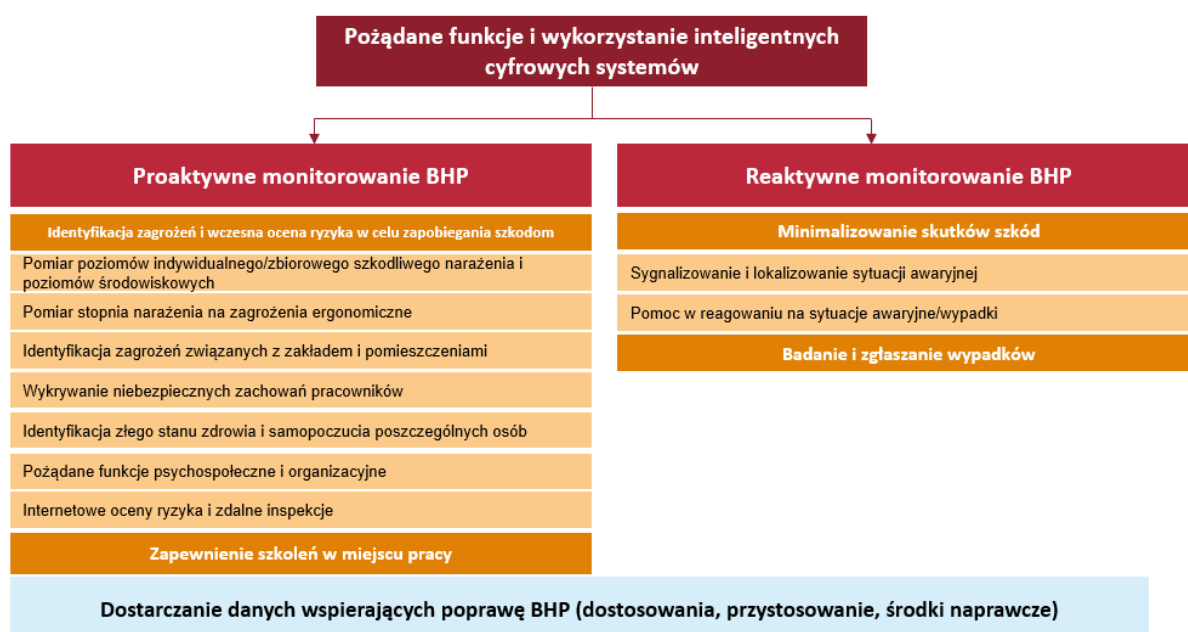 Pożądane funkcje i wykorzystanie inteligentnych
cyfrowych systemów
Proaktywne monitorowanie BHP
Identyfikacja zagrożeń i wczesna ocena ryzyka w celu zapobiegania szkodom
Pomiar poziomów indywidualnego/zbiorowego szkodliwego narażenia i
poziomów środowiskowych
Pomiar stopnia narażenia na zagrożenia ergonomiczne
Identyfikacja zagrożeń związanych z zakładem i pomieszczeniami
Wykrywanie niebezpiecznych zachowań pracowników
Identyfikacja złego stanu zdrowia i samopoczucia poszczególnych osób
Pożądane funkcje psychospołeczne i organizacyjne
Internetowe oceny ryzyka i zdalne inspekcje
Zapewnienie szkoleń w miejscu pracy
Reaktywne monitorowanie BHP
Minimalizowanie skutków szkód
Sygnalizowanie i lokalizowanie sytuacji awaryjnej
Pomoc w reagowaniu na sytuacje awaryjne/wypadki
Badanie i zgłaszanie wypadków
Dostarczanie danych wspierających poprawę BHP (dostosowania, przystosowanie, środki naprawcze)